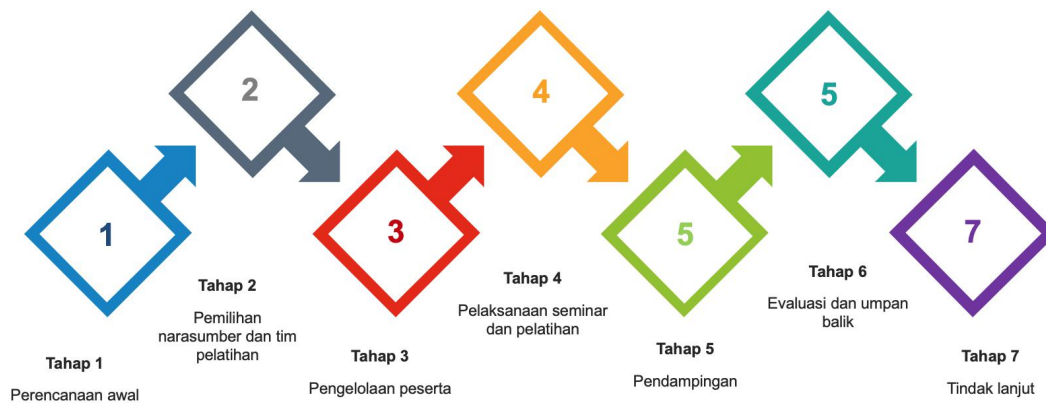 1
Tahap 1
Perencanaan awal
2
Tahap 2
Pemilihan
narasumber dan tim
pelatihan
3
Tahap 3
Pengelolaan peserta
4
Tahap 4
Pelaksanaan seminar
dan pelatihan
5
Tahap 5
Pendampingan
5
Tahap 6
Evaluasi dan umpan
balik
7
Tahap 7
Tindak lanjut